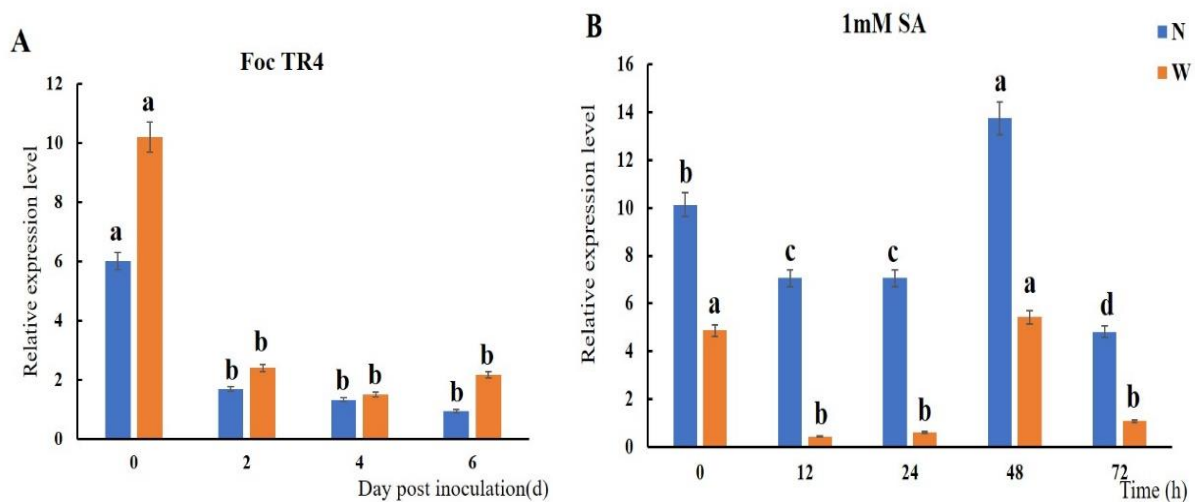 A
Foc TR4
Relative expression level
12
10
8
6
4
2
0
a
a
b
b
b
b
b
b
0 2 4 6
Day post inoculation(d)
B
1mM SA
N
W
Relative expression level
16
14
12
10
8
6
4
2
0
b
a
c
b
c
b
a
a
d
b
0 12 24 48 72
Time (h)